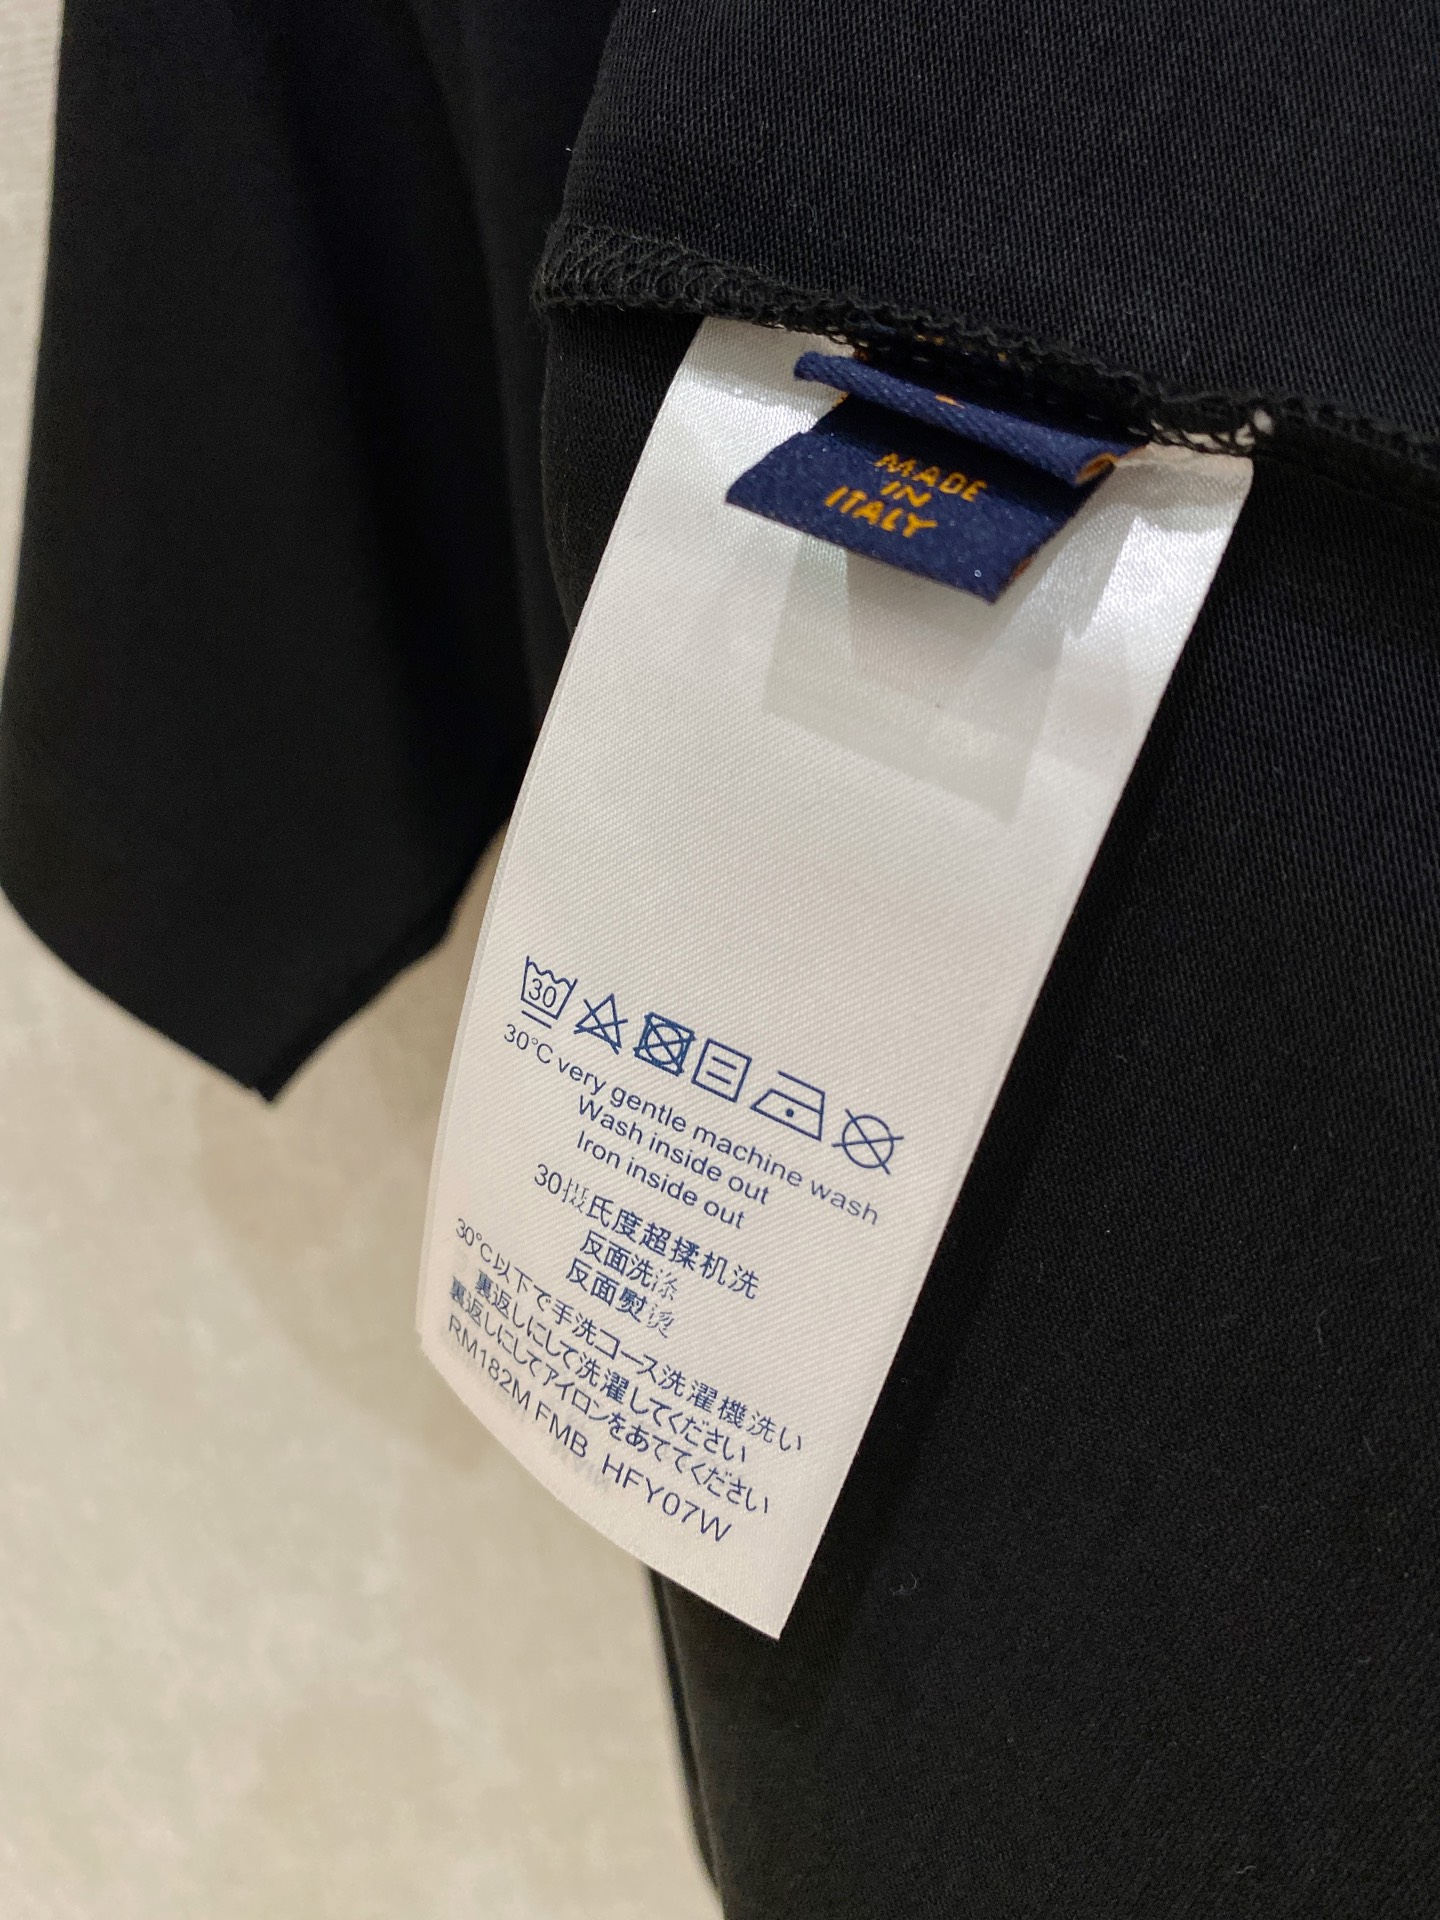 MADE
IN
ITALY
30
30°C very gentle machine wash
Wash inside out
Iron inside out
30摄氏度超揉机洗
反面洗涤
反面熨烫
30℃以下で手洗コース洗濯機洗い
裏返しにして洗濯してください
裏返しにしてアイロンをあててください
RM182M FMB HFY07W